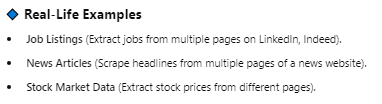 🔷 Real-Life Examples
• Job Listings (Extract jobs from multiple pages on LinkedIn, Indeed).
• News Articles (Scrape headlines from multiple pages of a news website).
• Stock Market Data (Extract stock prices from different pages).